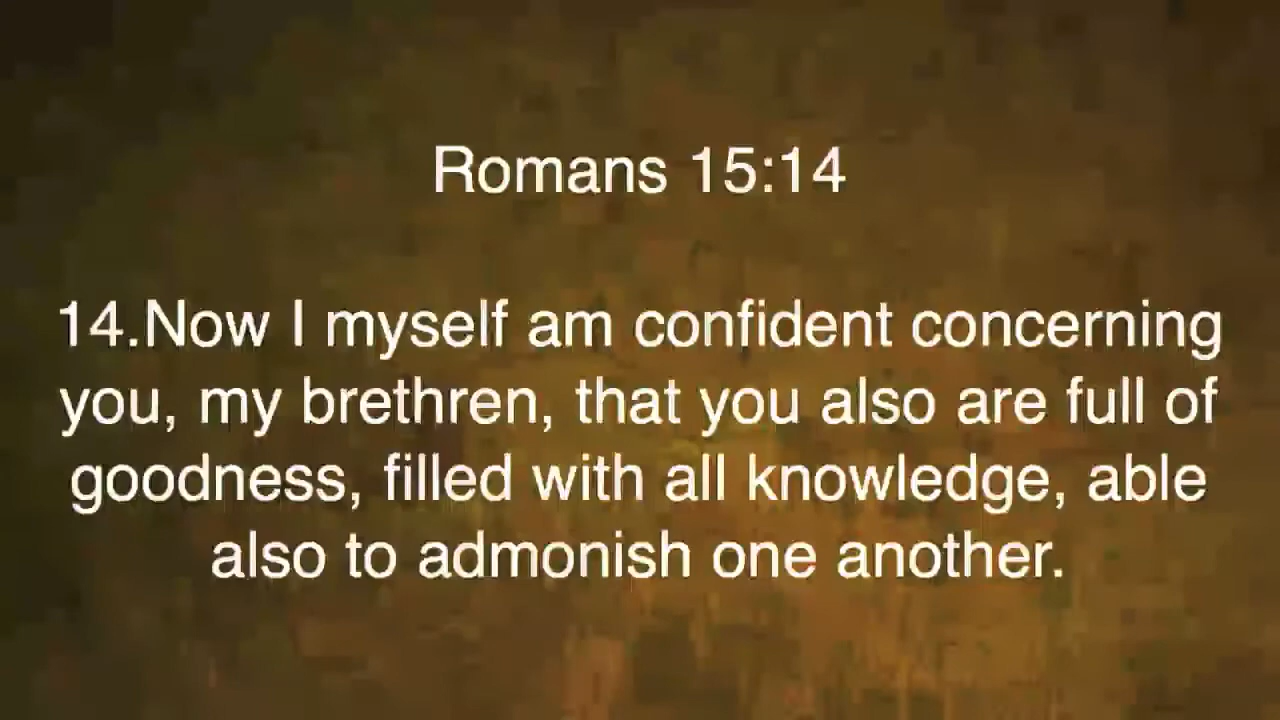 Romans 15:14
14.Now I myself am confident concerning
you, my brethren, that you also are full of
goodness, filled with all knowledge, able
also to admonish one another.